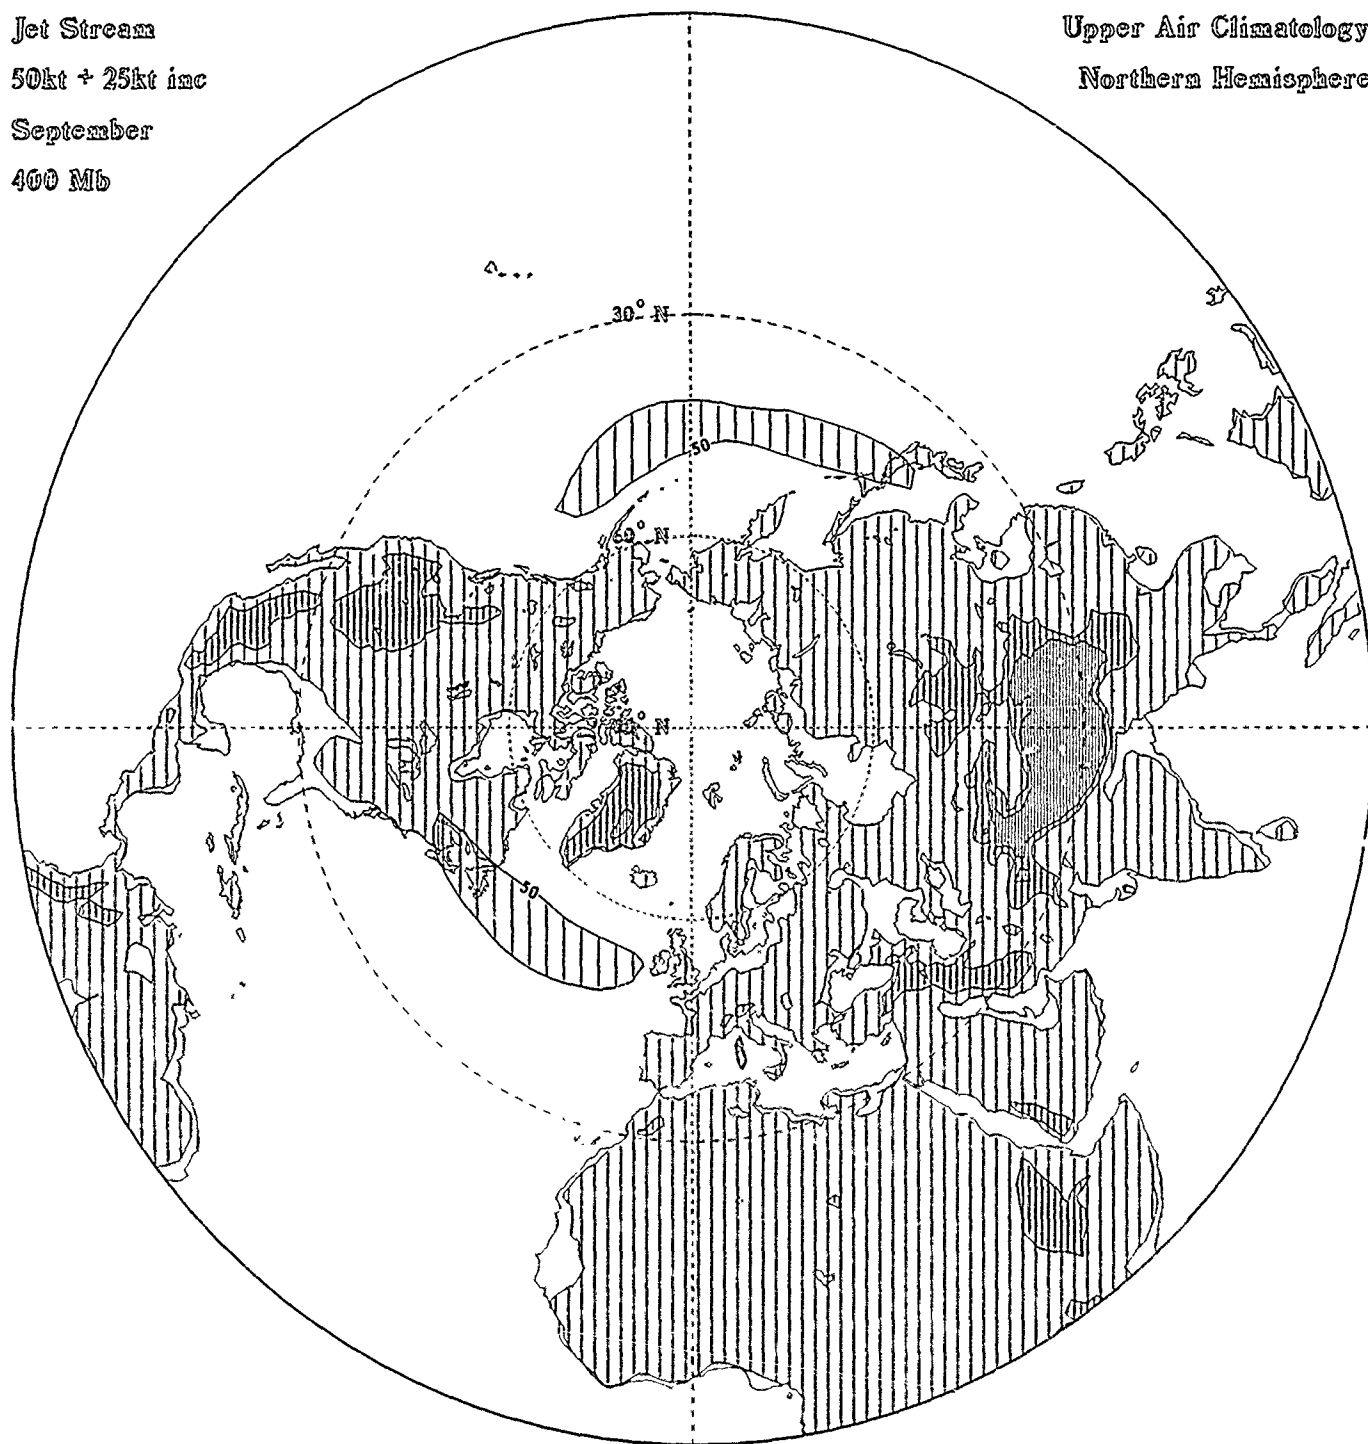 Jet Stream
50kt + 25kt inc
September
400 Mb
Upper Air Climatology
Northern Hemisphere
30° N
50
60° N
° N
50